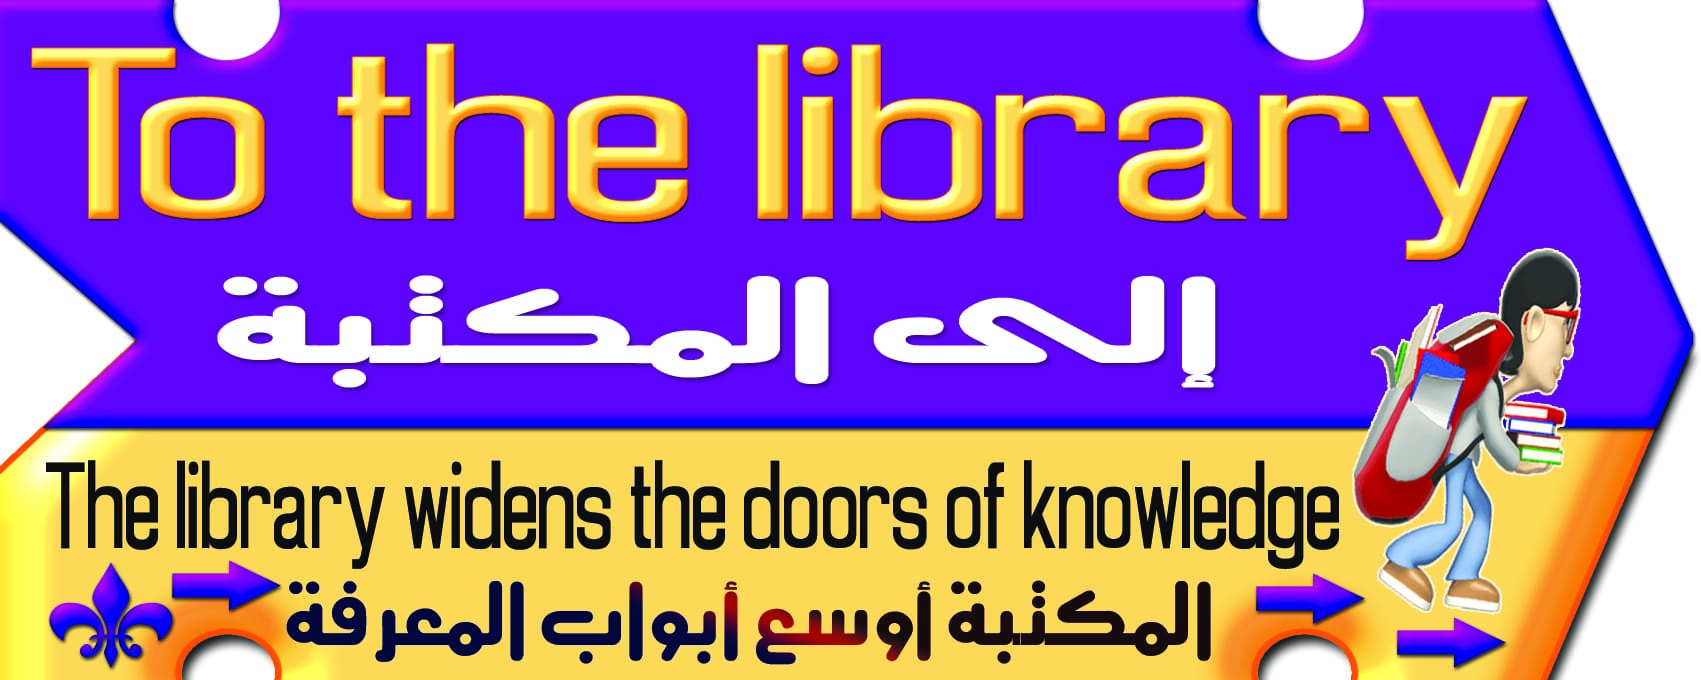 To the library
إلى المكتبة
The library widens the doors of knowledge
المكتبة أوسع أبواب المعرفة